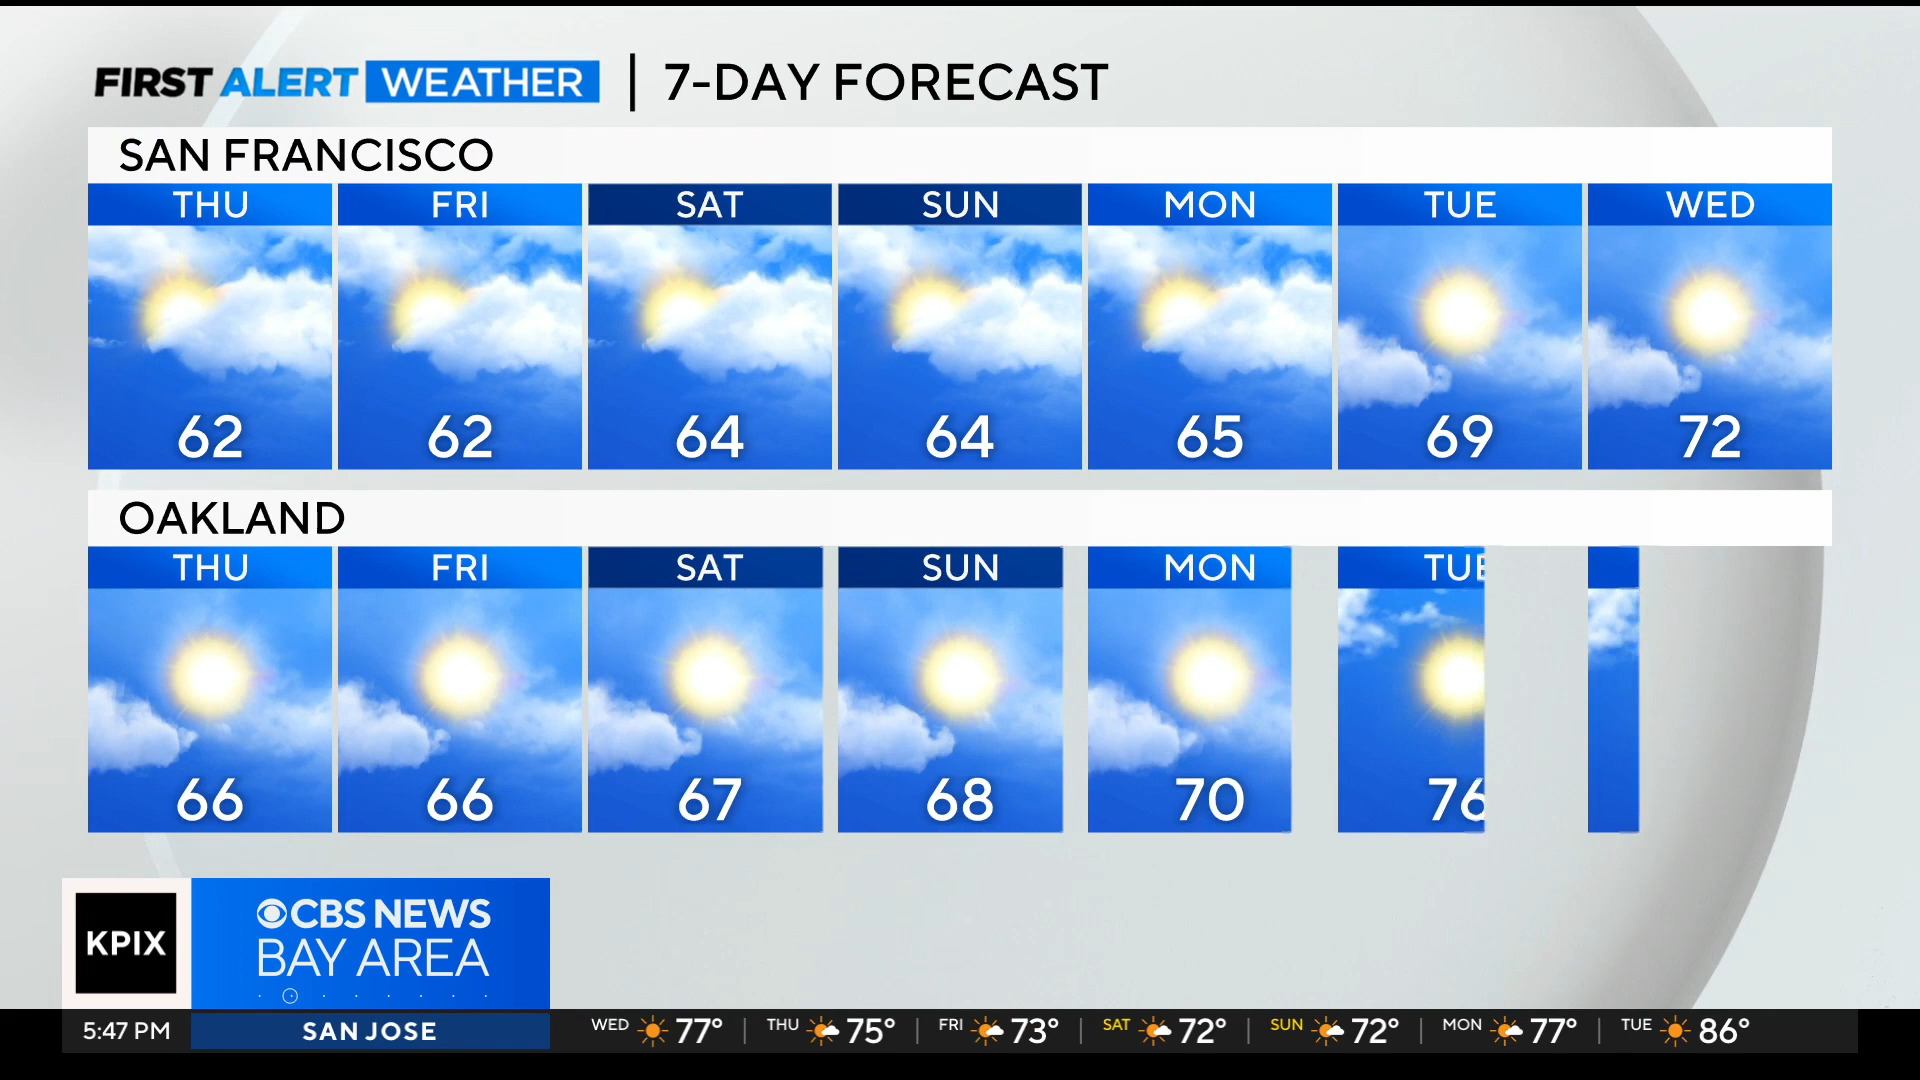 FIRST ALERT WEATHER | 7-DAY FORECAST
SAN FRANCISCO
THU FRI SAT SUN MON TUE WED
62 62 64 64 65 69 72
OAKLAND
THU FRI SAT SUN MON TUE
66 66 67 68 70 76
KPIX
CBS NEWS
BAY AREA
5:47 PM
SAN JOSE
WED 77° | THU 75° | FRI 73° | SAT 72° | SUN 72° | MON 77° | TUE 86°